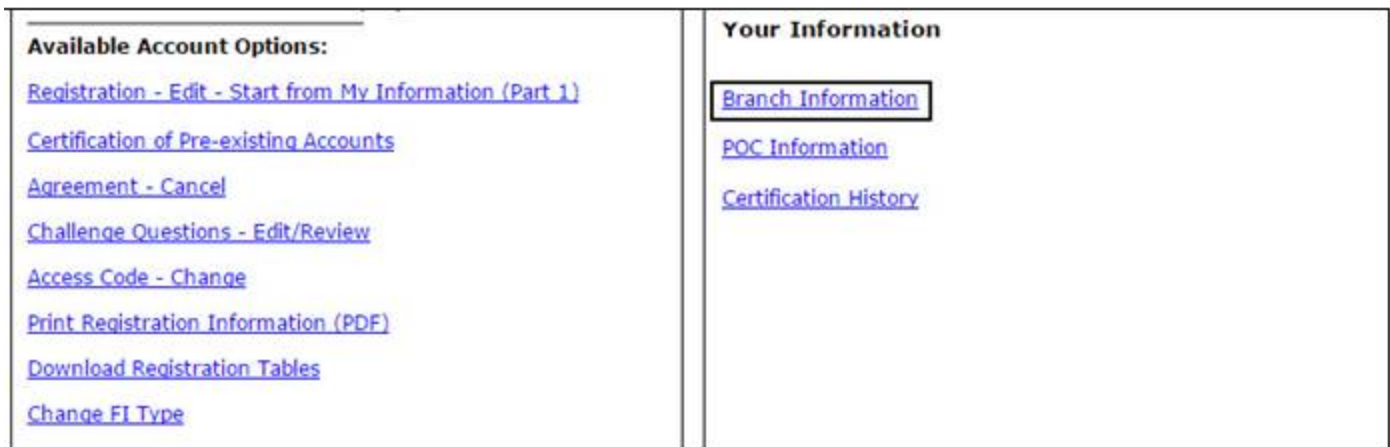 Available Account Options:
Registration - Edit - Start from My Information (Part 1)
Certification of Pre-existing Accounts
Agreement - Cancel
Challenge Questions - Edit/Review
Access Code - Change
Print Registration Information (PDF)
Download Registration Tables
Change FI Type
Your Information
Branch Information
POC Information
Certification History